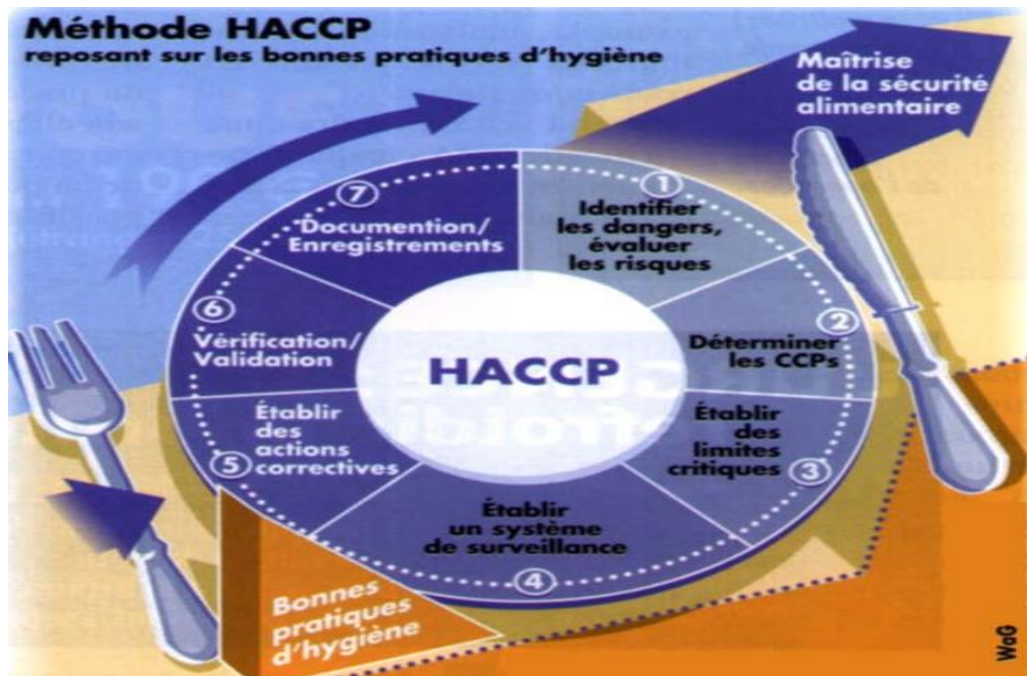 Méthode HACCP
reposant sur les bonnes pratiques d'hygiène
Maîtrise
de la sécurité
alimentaire
1
Identifier
les dangers,
évaluer
les risques
2
Déterminer
les CCPs
Établir
des
limites
critiques
3
Établir
un système
de surveillance
4
Établir
des
actions
correctives
5
6
Vérification/
Validation
7
Documention/
Enregistrements
HACCP
Bonnes
pratiques
d'hygiène
WaG